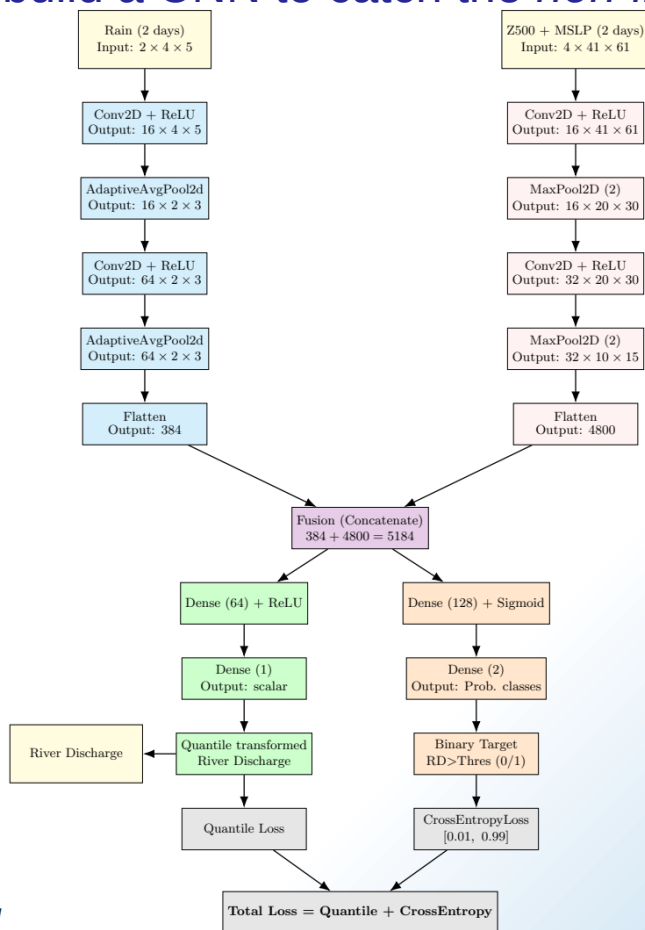 build a CNN to catch the
Rain (2 days)
Input: 2 × 4 × 5
Conv2D + ReLU
Output: 16 × 4 × 5
AdaptiveAvgPool2d
Output: 16 × 2 × 3
Conv2D + ReLU
Output: 64 × 2 × 3
AdaptiveAvgPool2d
Output: 64 × 2 × 3
Flatten
Output: 384
Z500 + MSLP (2 days)
Input: 4 × 41 × 61
Conv2D + ReLU
Output: 16 × 41 × 61
MaxPool2D (2)
Output: 16 × 20 × 30
Conv2D + ReLU
Output: 32 × 20 × 30
MaxPool2D (2)
Output: 32 × 10 × 15
Flatten
Output: 4800
Fusion (Concatenate)
384 + 4800 = 5184
Dense (64) + ReLU
Dense (1)
Output: scalar
Quantile transformed
River Discharge
River Discharge
Quantile Loss
Dense (128) + Sigmoid
Dense (2)
Output: Prob. classes
Binary Target
RD>Thres (0/1)
CrossEntropyLoss
[0.01, 0.99]
Total Loss = Quantile + CrossEntropy